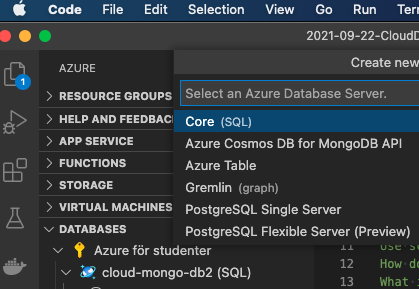 Code File Edit Selection View Go Run Terr
2021-09-22-CloudD
AZURE
Create new
RESOURCE GROUPS
Select an Azure Database Server.
HELP AND FEEDBAC
Core (SQL)
APP SERVICE
Azure Cosmos DB for MongoDB API
FUNCTIONS
Azure Table
STORAGE
Gremlin (graph)
VIRTUAL MACHINES
PostgreSQL Single Server
DATABASES
PostgreSQL Flexible Server (Preview)
Azure för studenter
11
cloud-mongo-db2 (SQL)
12 How do
13 What
1